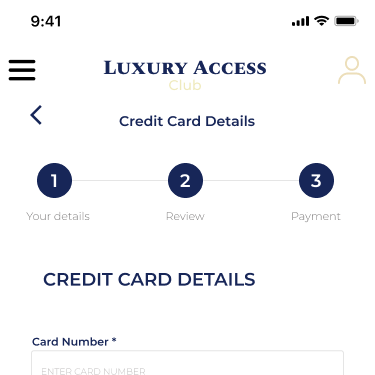 9:41
LUXURY ACCESS
Club
Credit Card Details
1 2 3
Your details Review Payment
CREDIT CARD DETAILS
Card Number *
ENTER CARD NUMBER